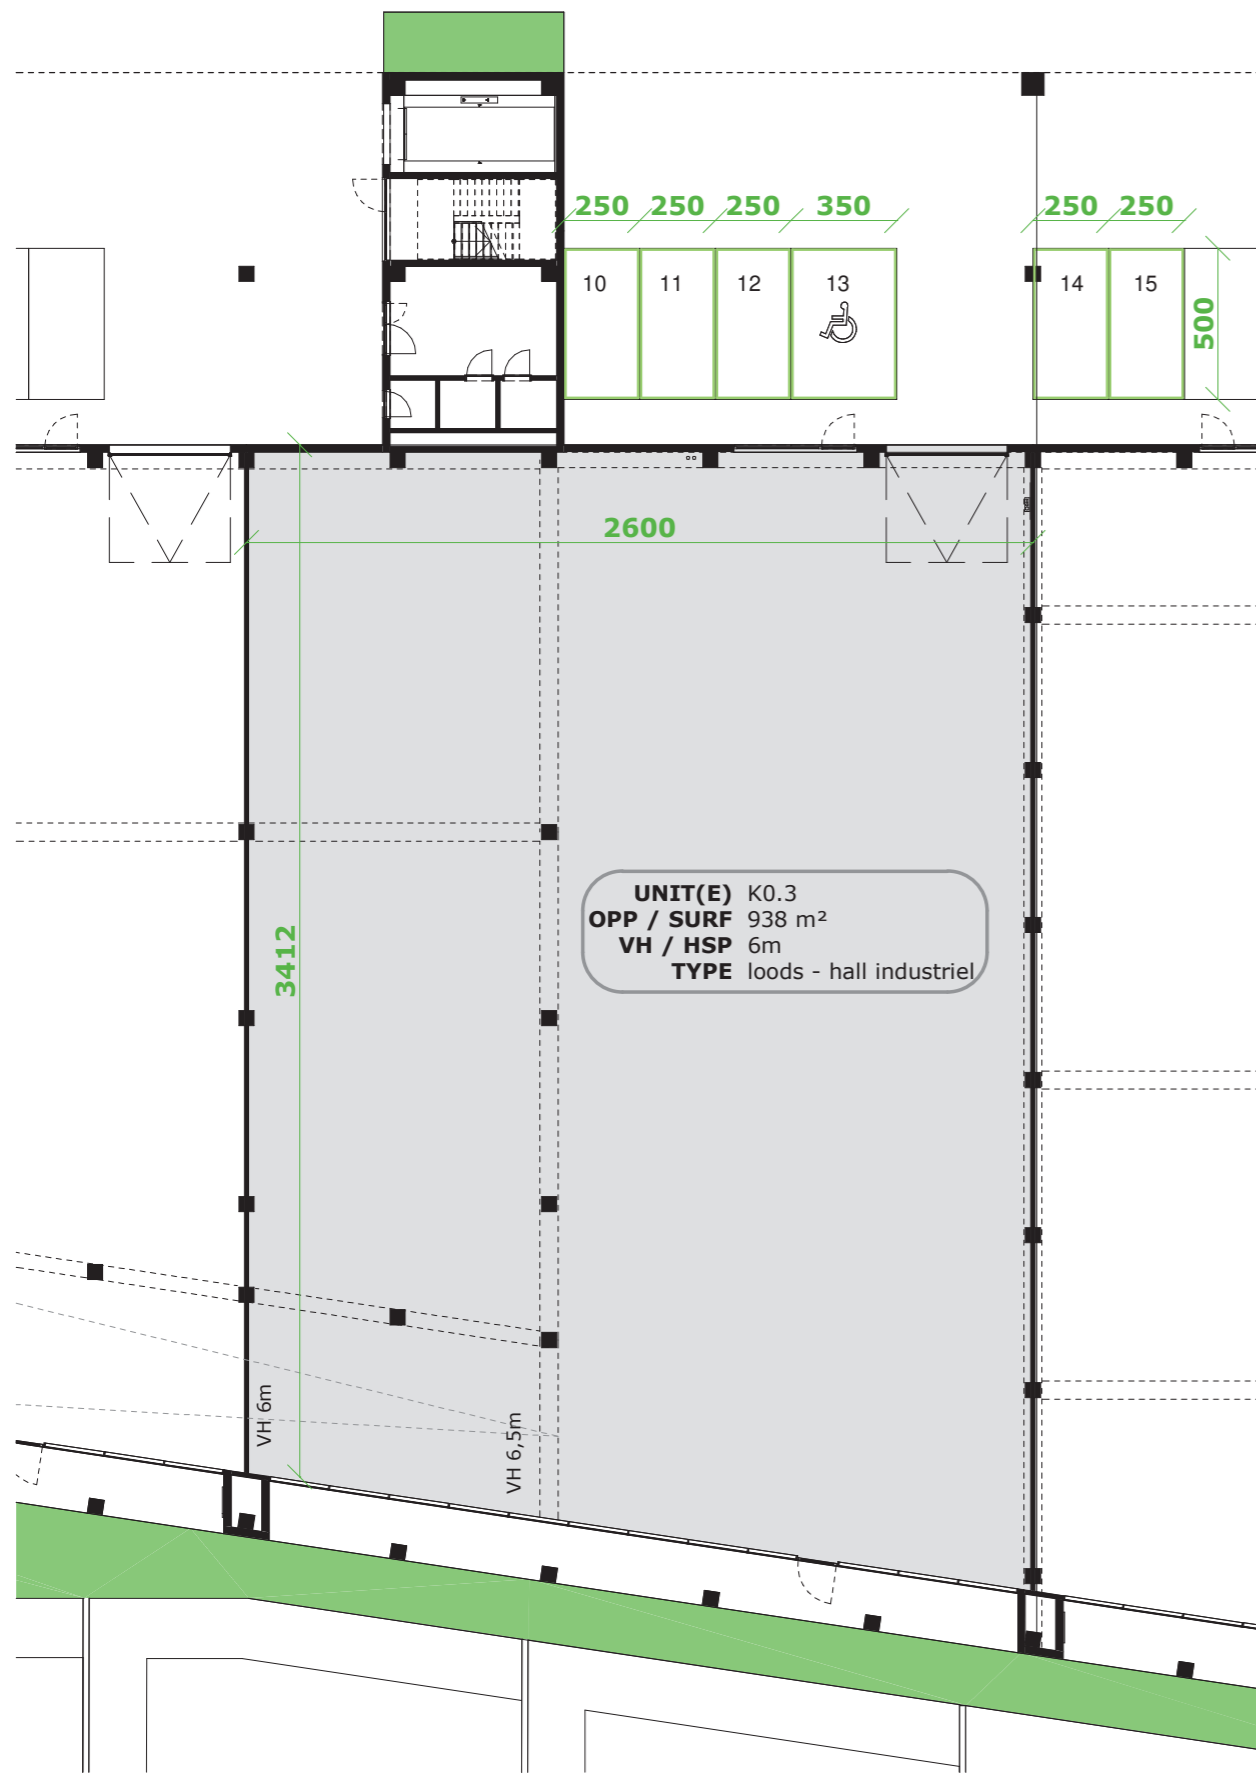 250 250 250 350 250 250
10 11 12 13 14 15
500
2600
UNIT(E) K0.3
OPP / SURF 938 m²
VH / HSP 6m
TYPE loods - hall industriel
3412
VH 6m
VH 6,5m